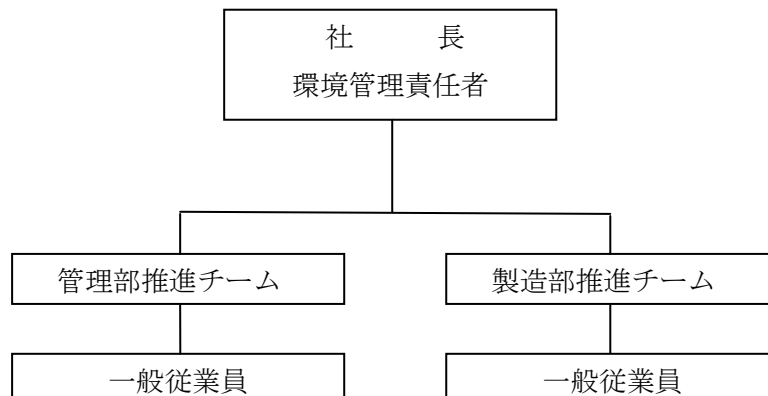 社　　　長
環境管理責任者
管理部推進チーム
製造部推進チーム
一般従業員
一般従業員